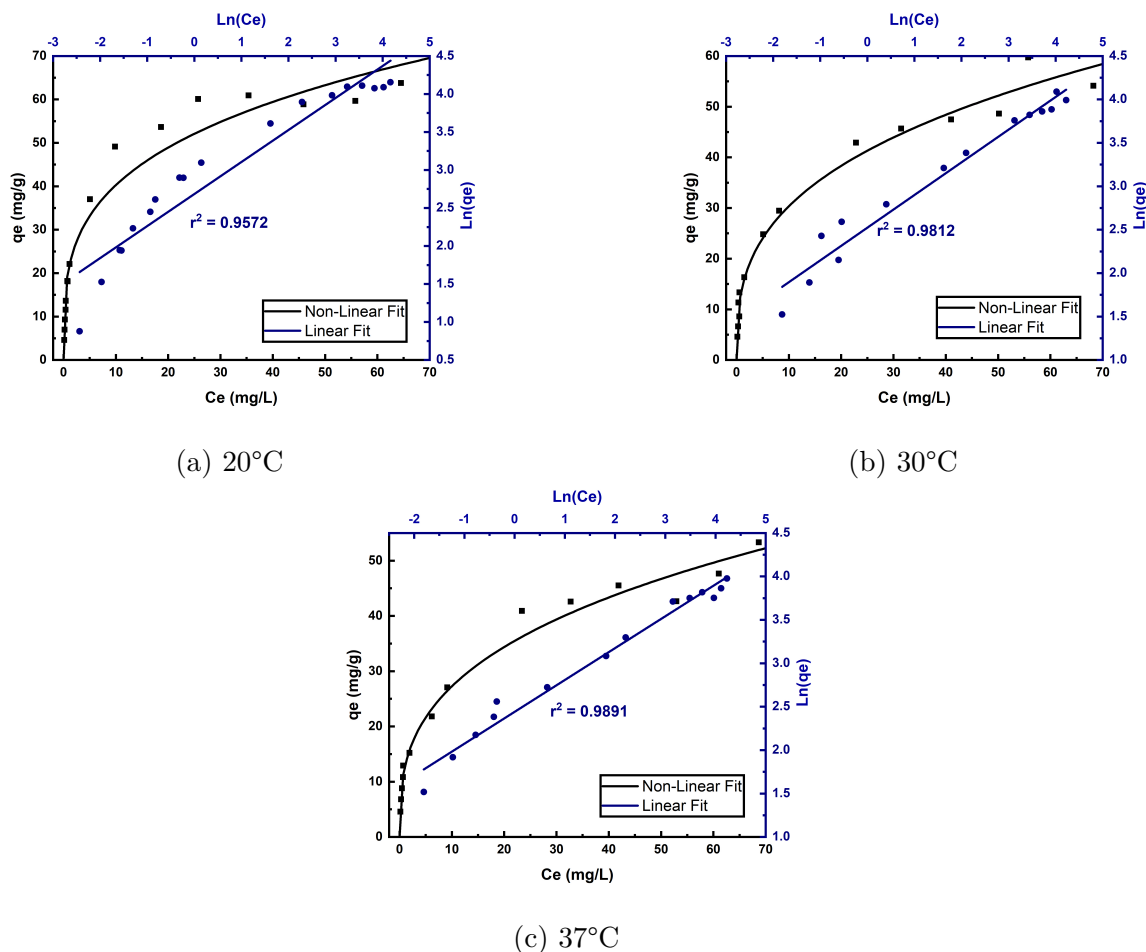 Ln(Ce)
-3 -2 -1 0 1 2 3 4 5
70
60
50
40
30
20
10
0
qe (mg/g)
4.5
4.0
3.5
3.0
2.5
2.0
1.5
1.0
0.5
Ln(qe)
r² = 0.9572
Non-Linear Fit
Linear Fit
0 10 20 30 40 50 60 70
Ce (mg/L)
(a) 20°C
Ln(Ce)
-3 -2 -1 0 1 2 3 4 5
60
50
40
30
20
10
0
qe (mg/g)
4.5
4.0
3.5
3.0
2.5
2.0
1.5
1.0
Ln(qe)
r² = 0.9812
Non-Linear Fit
Linear Fit
0 10 20 30 40 50 60 70
Ce (mg/L)
(b) 30°C
Ln(Ce)
-2 -1 0 1 2 3 4 5
50
40
30
20
10
0
qe (mg/g)
4.5
4.0
3.5
3.0
2.5
2.0
1.5
1.0
Ln(qe)
r² = 0.9891
Non-Linear Fit
Linear Fit
0 10 20 30 40 50 60 70
Ce (mg/L)
(c) 37°C